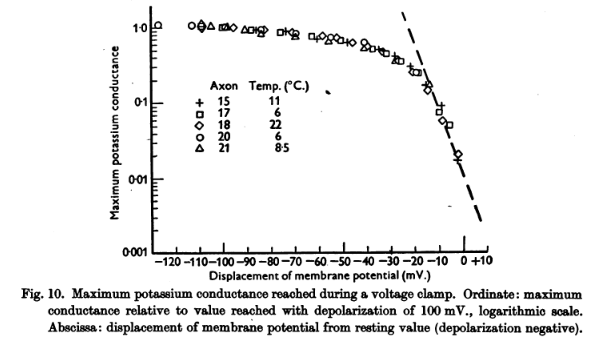 Maximum potassium conductance
1·0
0·1
0·01
0·001
Axon Temp. (°C.)
+ 15 11
□ 17 6
◇ 18 22
○ 20 6
△ 21 8·5
−120 −110 −100 −90 −80 −70 −60 −50 −40 −30 −20 −10 0 +10
Displacement of membrane potential (mV.)
Fig. 10. Maximum potassium conductance reached during a voltage clamp. Ordinate: maximum
conductance relative to value reached with depolarization of 100 mV., logarithmic scale.
Abscissa: displacement of membrane potential from resting value (depolarization negative).